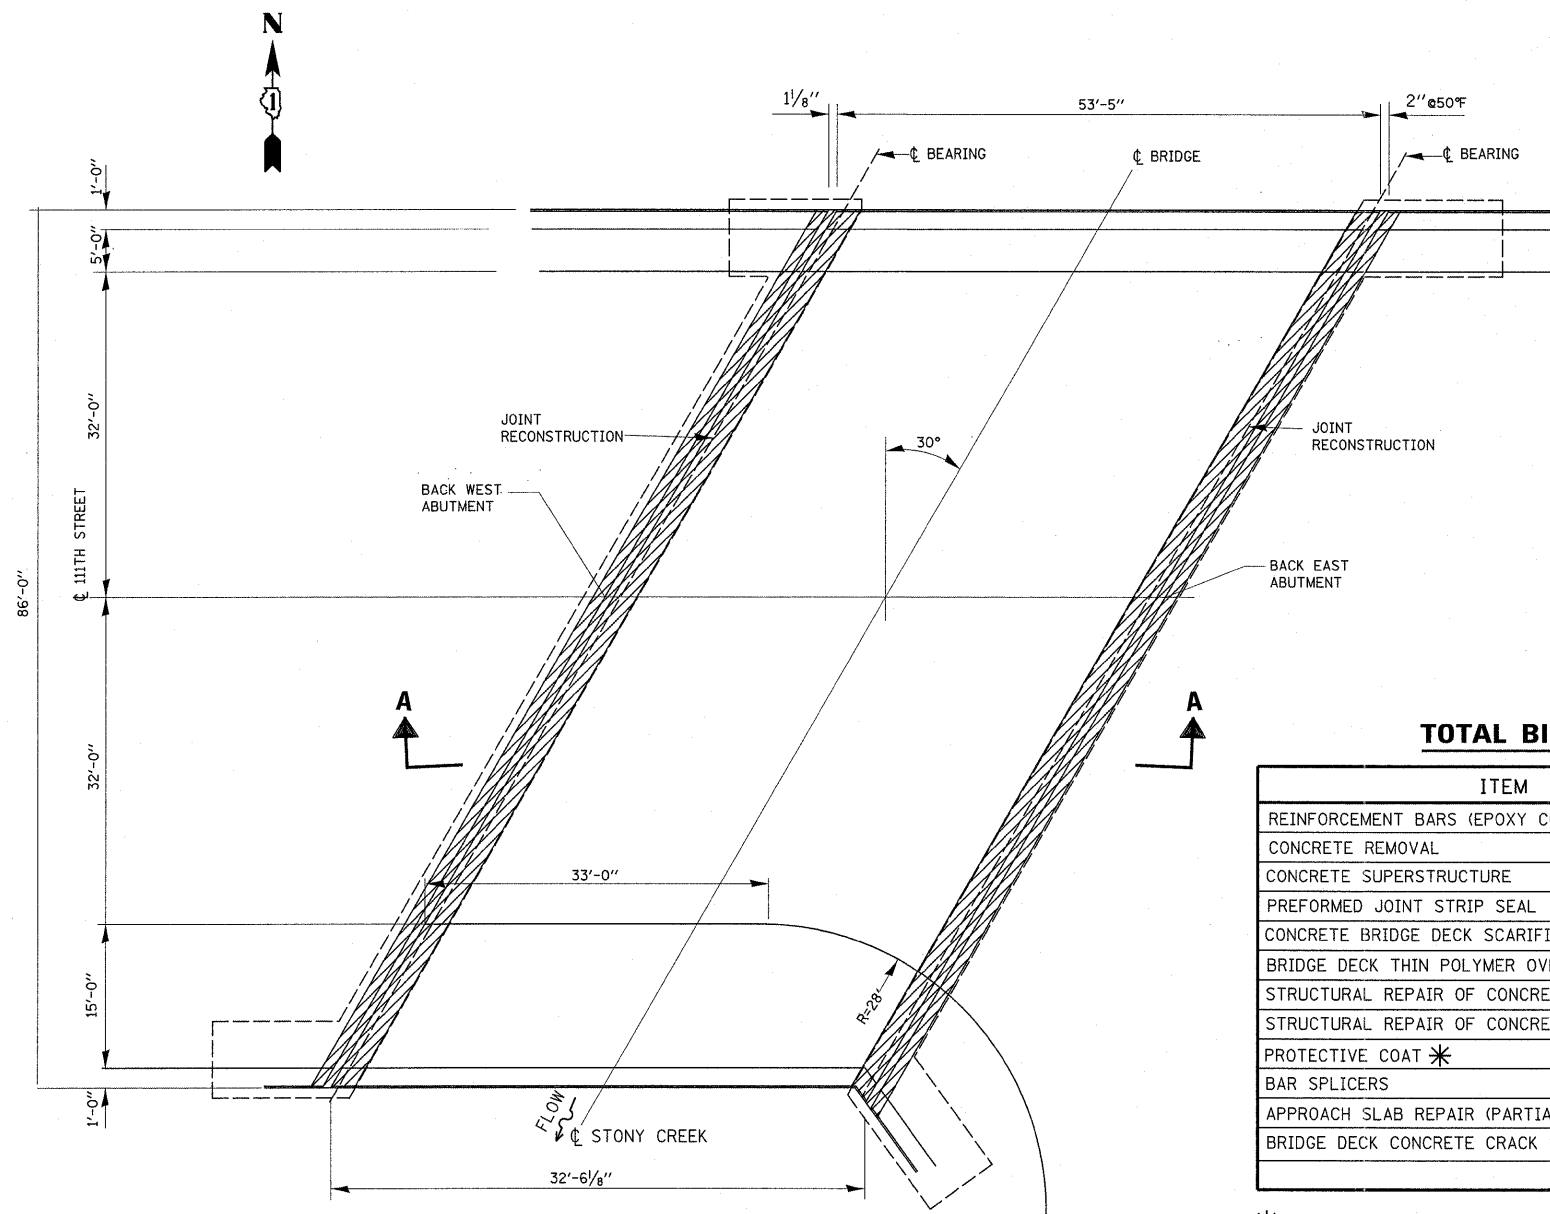 N
1
1 1/8"
53'-5"
2" @50°F
℄ BEARING
℄ BRIDGE
℄ BEARING
1'-0"
5'-0"
32'-0"
JOINT
RECONSTRUCTION
30°
JOINT
RECONSTRUCTION
BACK WEST
ABUTMENT
℄ 111TH STREET
86'-0"
BACK EAST
ABUTMENT
A
A
32'-0"
33'-0"
15'-0"
R=28'
1'-0"
FLOW
℄ STONY CREEK
32'-6 1/8"
TOTAL BI
ITEM
REINFORCEMENT BARS (EPOXY C
CONCRETE REMOVAL
CONCRETE SUPERSTRUCTURE
PREFORMED JOINT STRIP SEAL
CONCRETE BRIDGE DECK SCARIFI
BRIDGE DECK THIN POLYMER OV
STRUCTURAL REPAIR OF CONCRE
STRUCTURAL REPAIR OF CONCRE
PROTECTIVE COAT *
BAR SPLICERS
APPROACH SLAB REPAIR (PARTIA
BRIDGE DECK CONCRETE CRACK